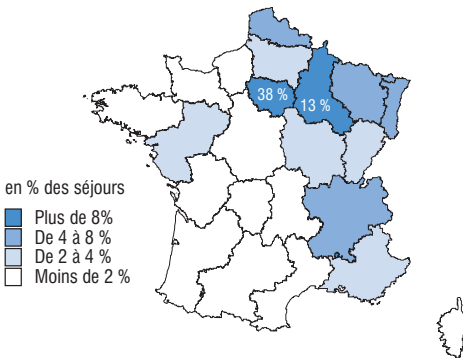 38 %
13 %
en % des séjours
Plus de 8%
De 4 à 8 %
De 2 à 4 %
Moins de 2 %